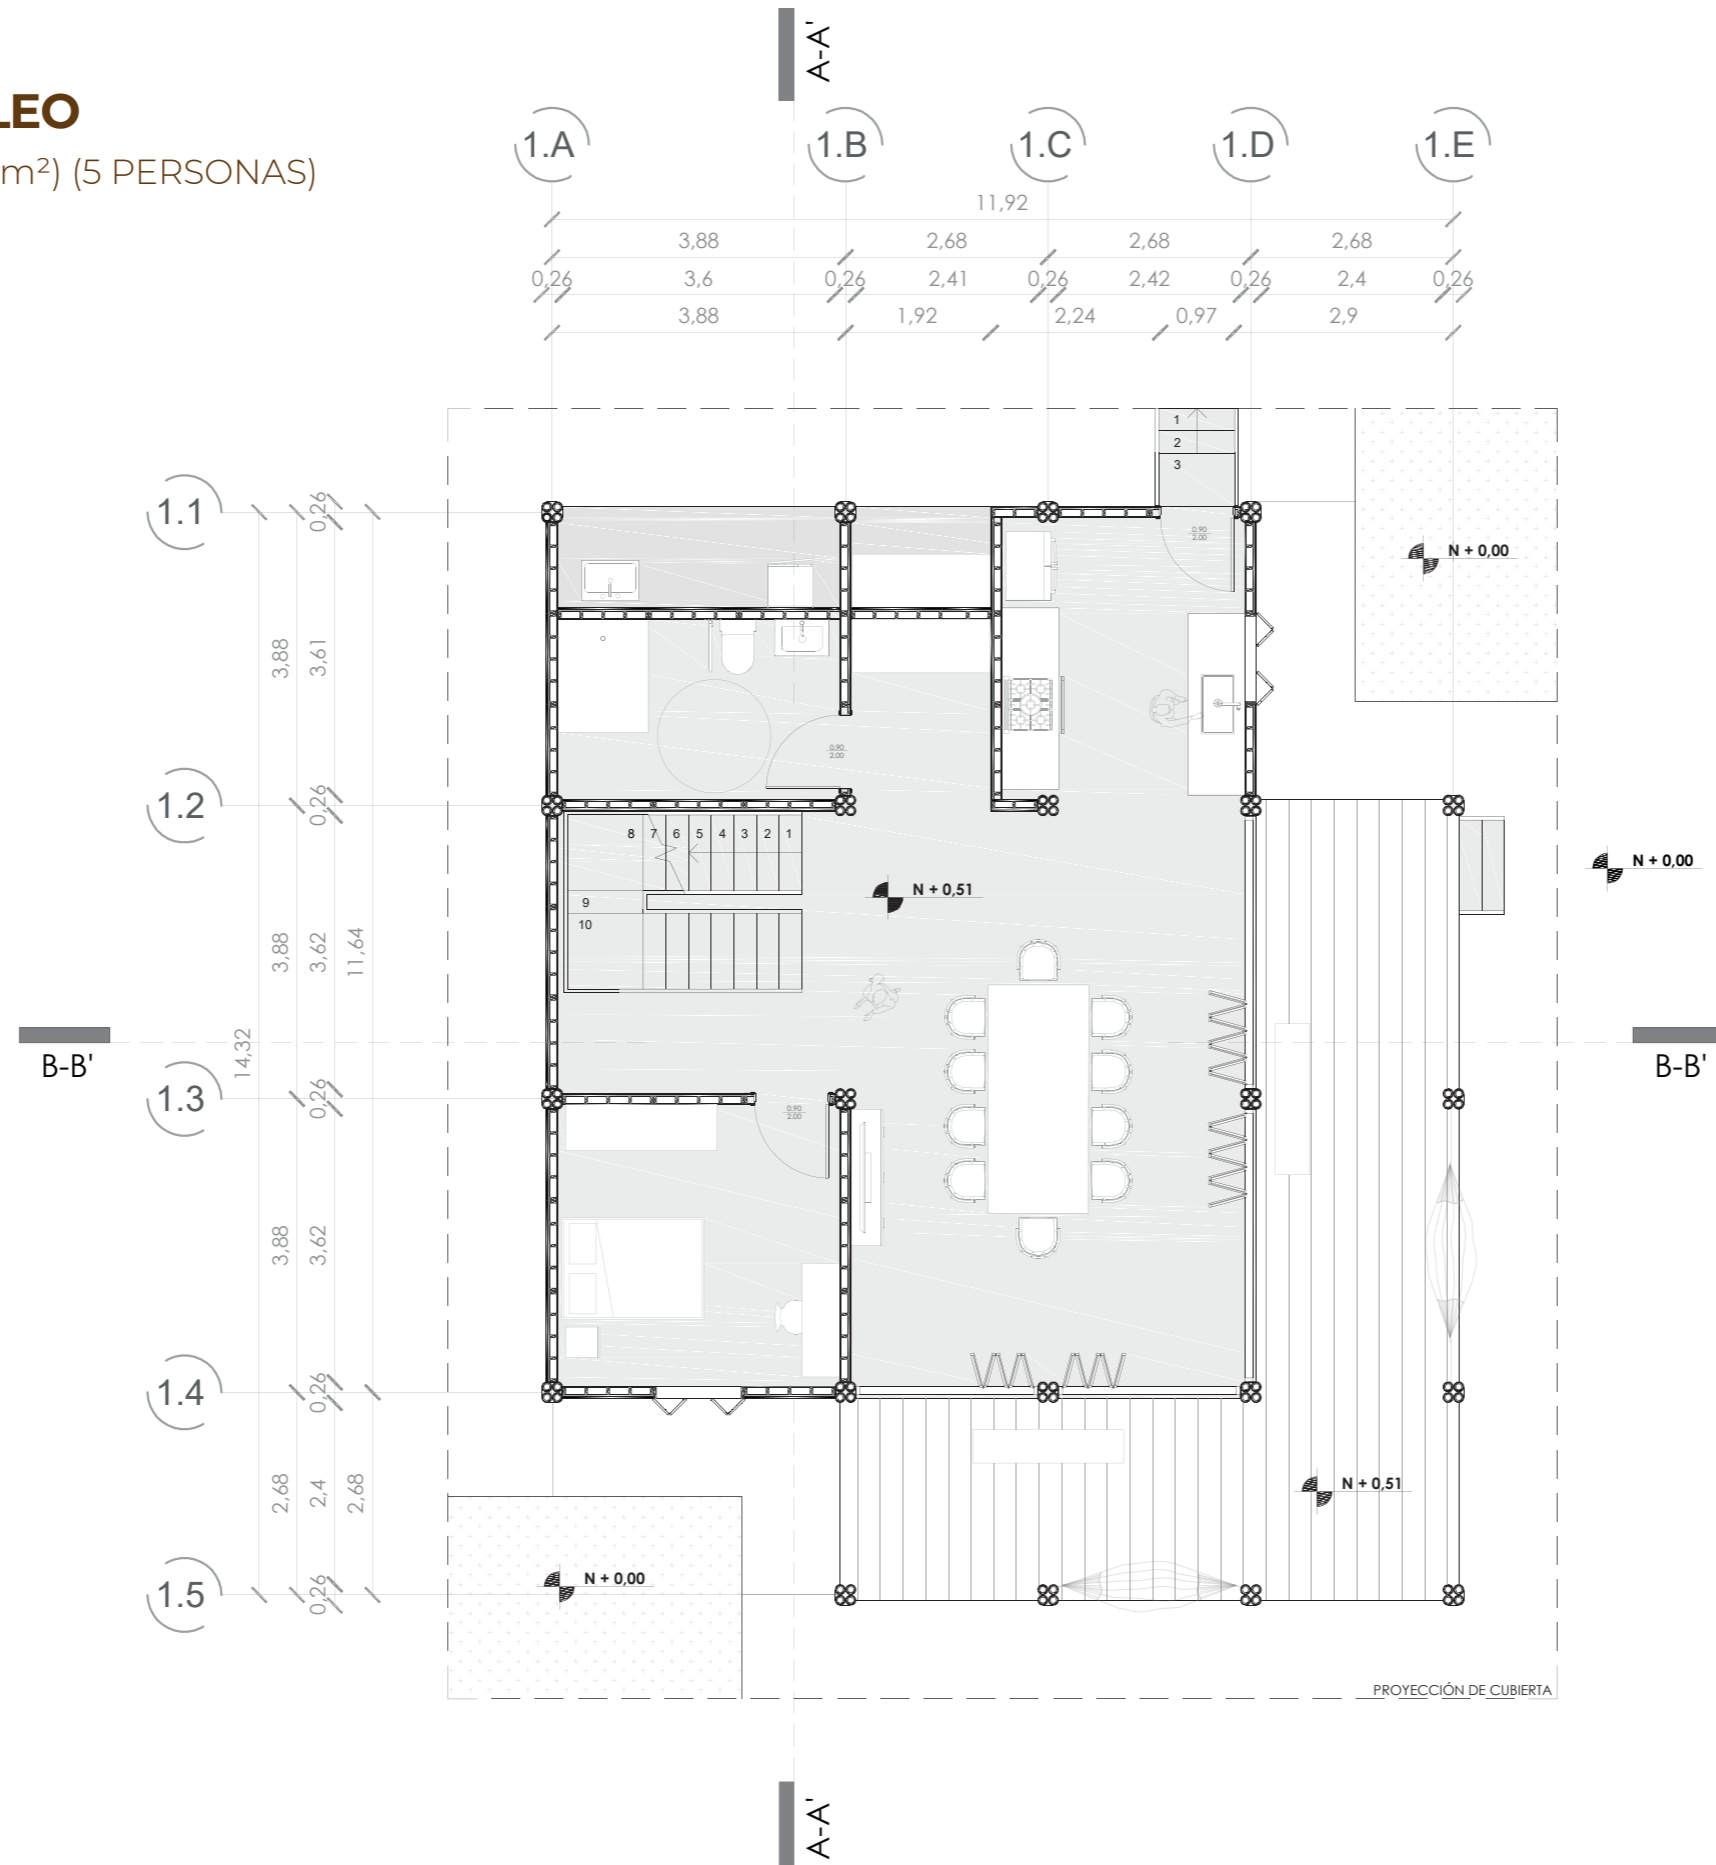 A-A'
LEO
m²) (5 PERSONAS)
1.A 1.B 1.C 1.D 1.E
11,92
3,88 2,68 2,68 2,68
0,26 3,6 0,26 2,41 0,26 2,42 0,26 2,4 0,26
3,88 1,92 2,24 0,97 2,9
1
2
3
1.1
0,26
0.90
2.00
N + 0,00
3,88 3,61
0.90
2.00
1.2
0,26
8 7 6 5 4 3 2 1
N + 0,00
N + 0,51
9
10
3,88 3,62 11,64
14,32
B-B'
B-B'
1.3
0,26
0.90
2.00
3,88 3,62
1.4
0,26
2,68 2,4 2,68
N + 0,51
N + 0,00
1.5
0,26
PROYECCIÓN DE CUBIERTA
A-A'